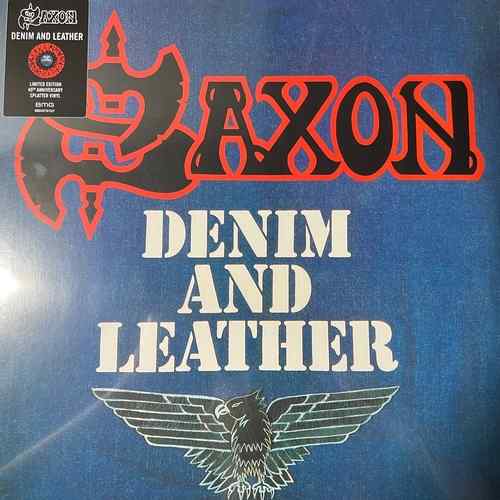 SAXON
DENIM AND LEATHER
LIMITED EDITION
40TH ANNIVERSARY
SPLATTER VINYL
BMG
SAXON
DENIM
AND
LEATHER